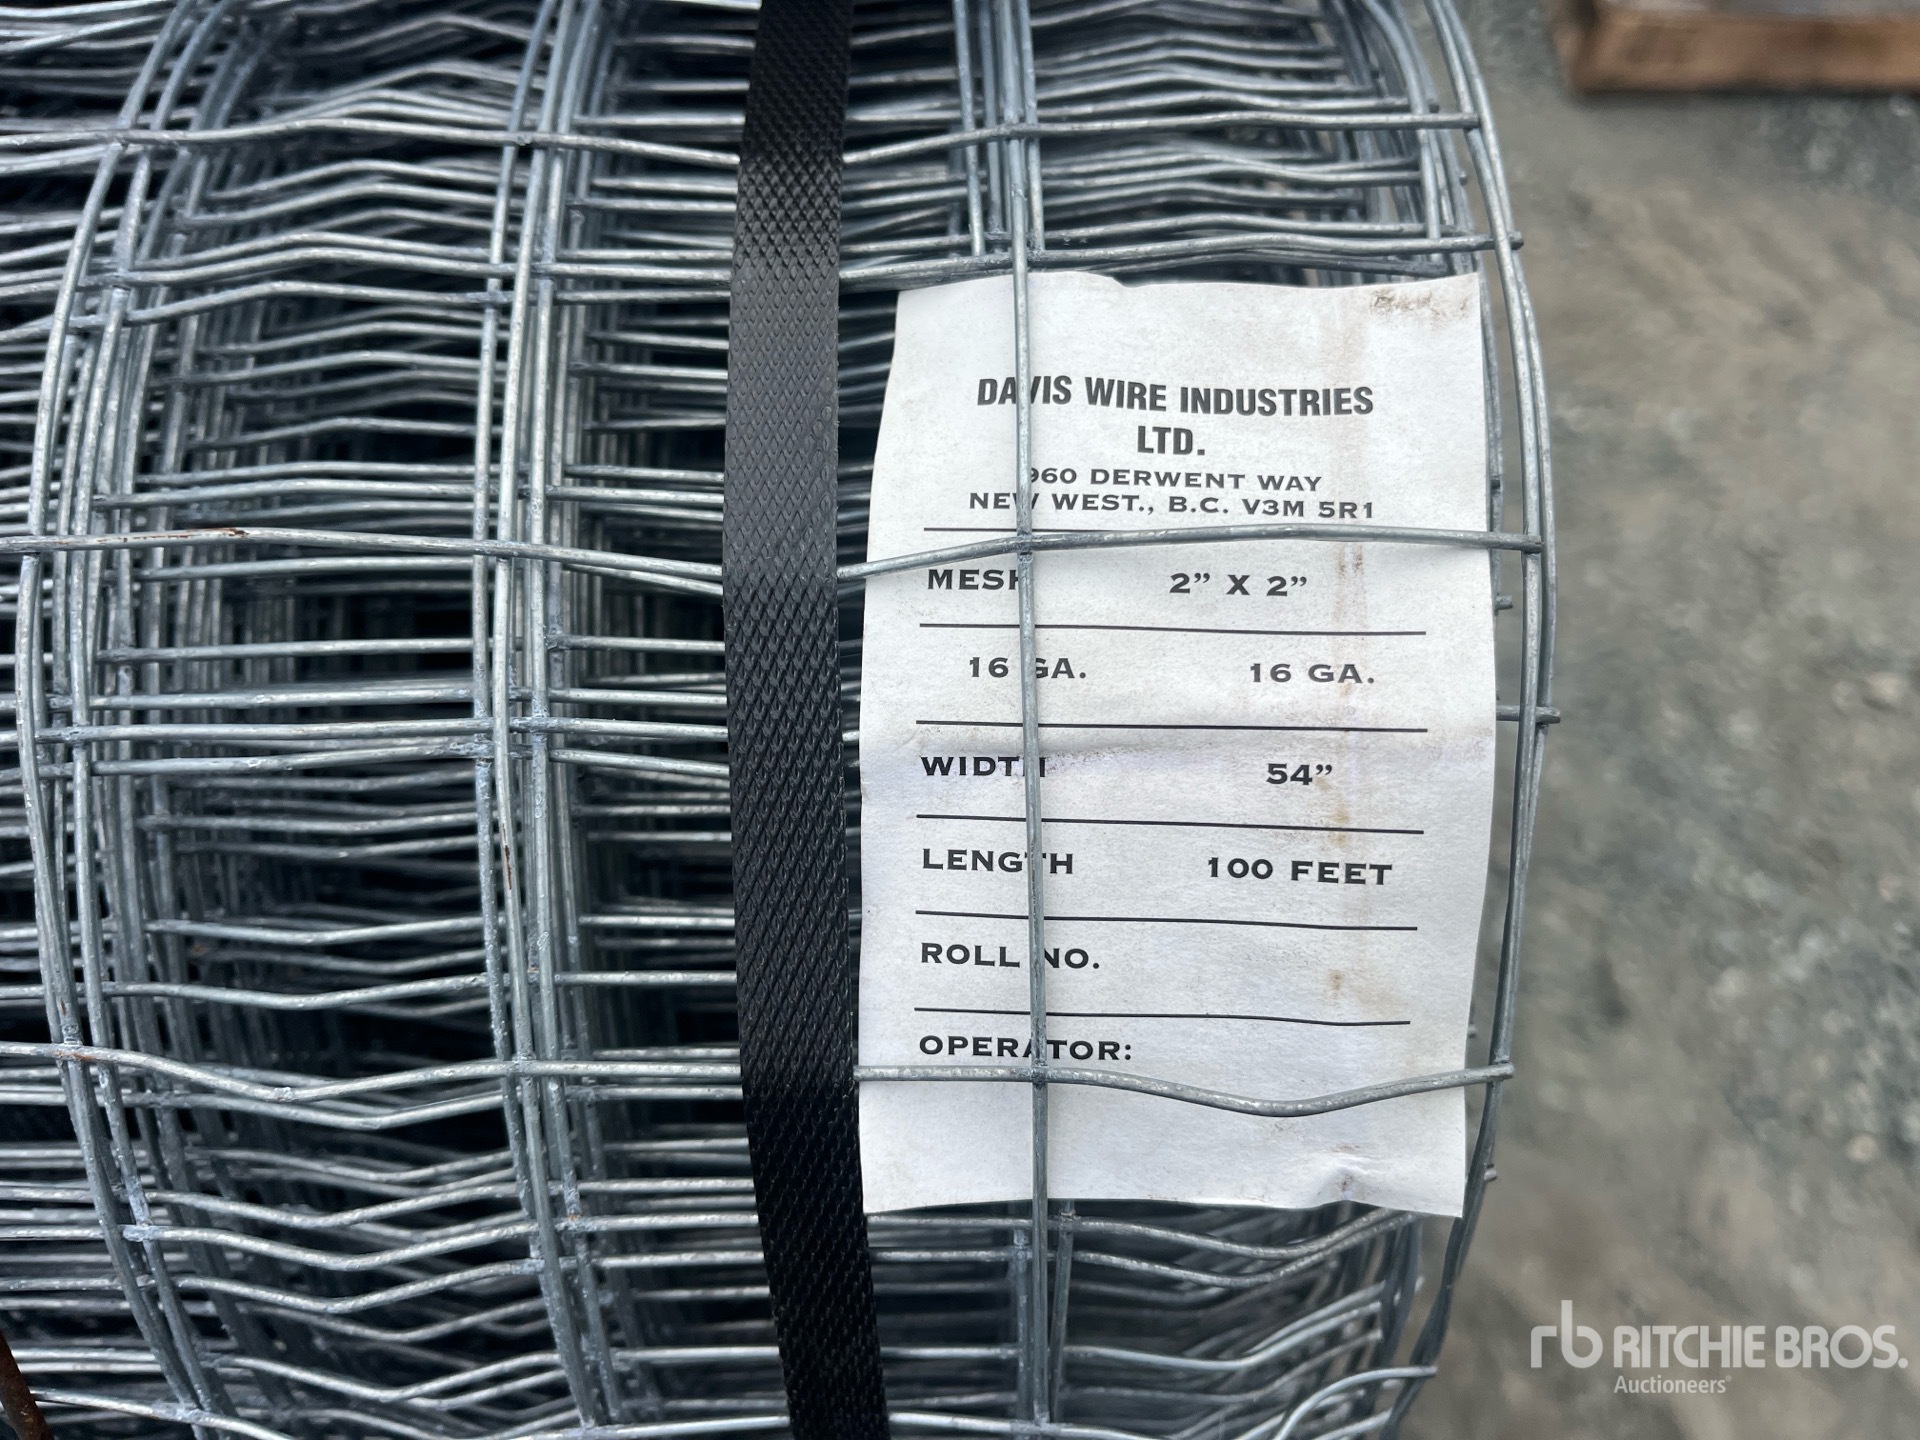 DAVIS WIRE INDUSTRIES
LTD.
960 DERWENT WAY
NEW WEST., B.C. V3M 5R1
MESH 2” X 2”
16 GA. 16 GA.
WIDTH 54”
LENGTH 100 FEET
ROLL NO.
OPERATOR:
rb RITCHIE BROS.
Auctioneers